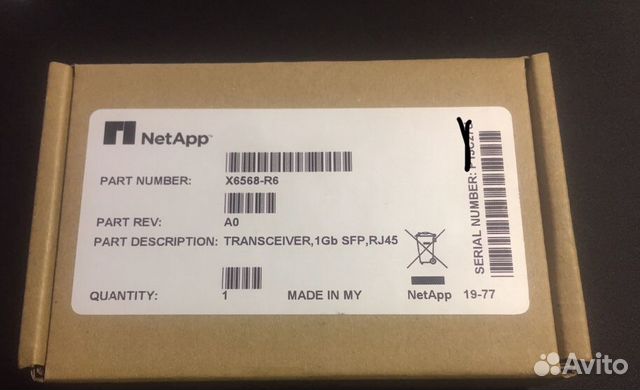 NetApp™
PART NUMBER: X6568-R6
PART REV: A0
PART DESCRIPTION: TRANSCEIVER,1Gb SFP,RJ45
QUANTITY: 1 MADE IN MY NetApp 19-77
SERIAL NUMBER:
Avito